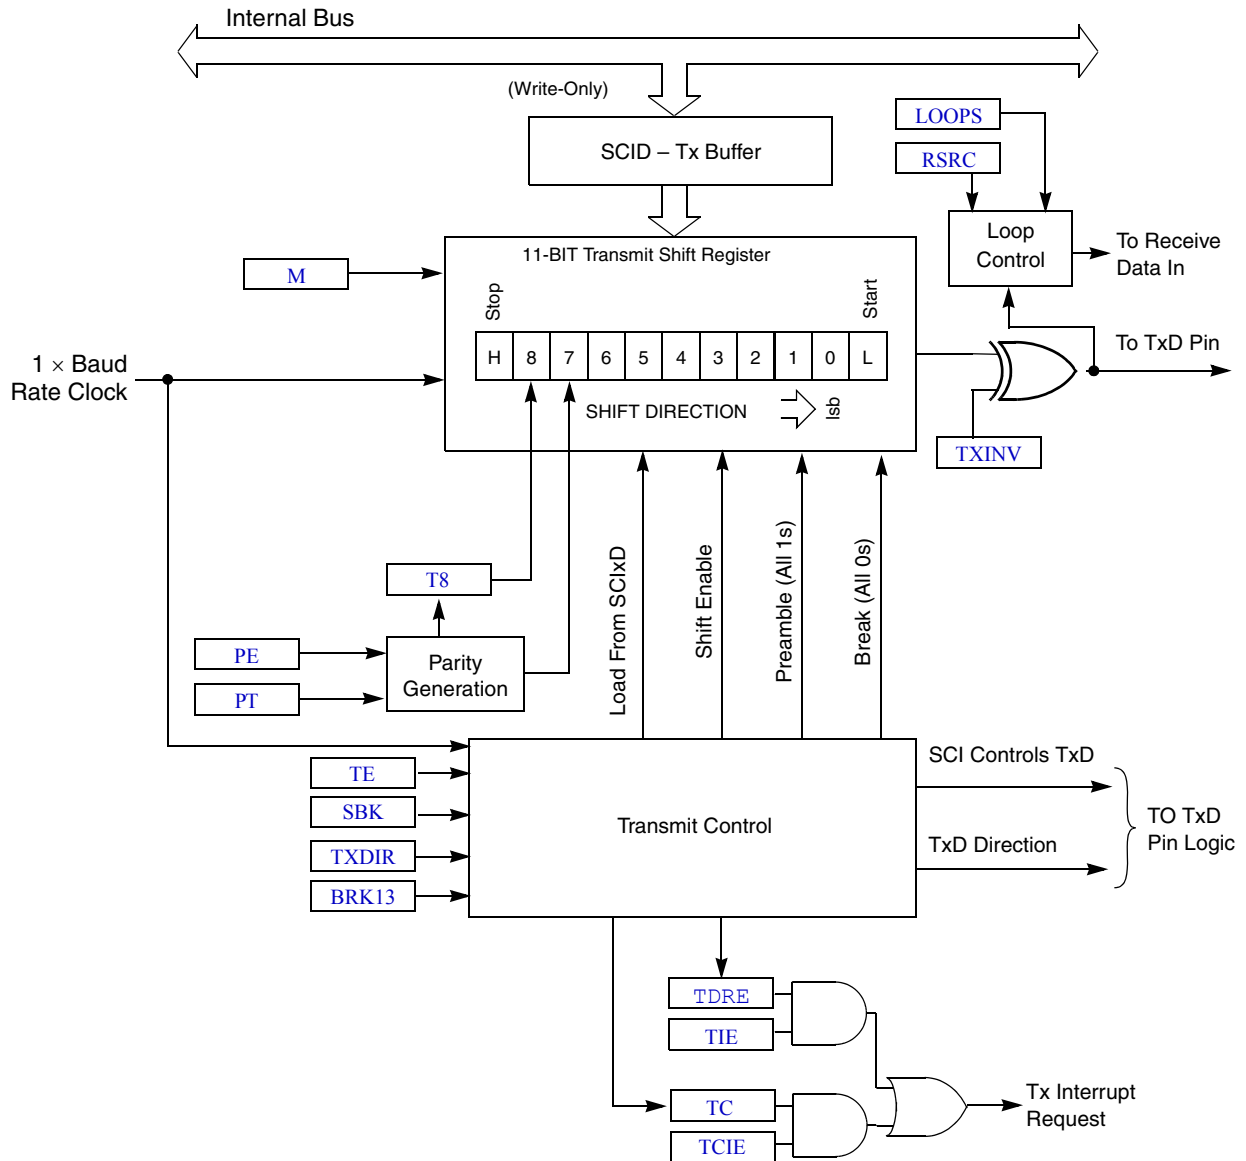 Internal Bus
(Write-Only)
LOOPS
SCID – Tx Buffer
RSRC
Loop
Control
To Receive
Data In
11-BIT Transmit Shift Register
M
Stop
Start
H 8 7 6 5 4 3 2 1 0 L
To TxD Pin
1 × Baud
Rate Clock
SHIFT DIRECTION
lsb
TXINV
Load From SCIxD
Shift Enable
Preamble (All 1s)
Break (All 0s)
T8
PE
PT
Parity
Generation
TE
SBK
TXDIR
BRK13
Transmit Control
SCI Controls TxD
TxD Direction
TO TxD
Pin Logic
TDRE
TIE
TC
TCIE
Tx Interrupt
Request